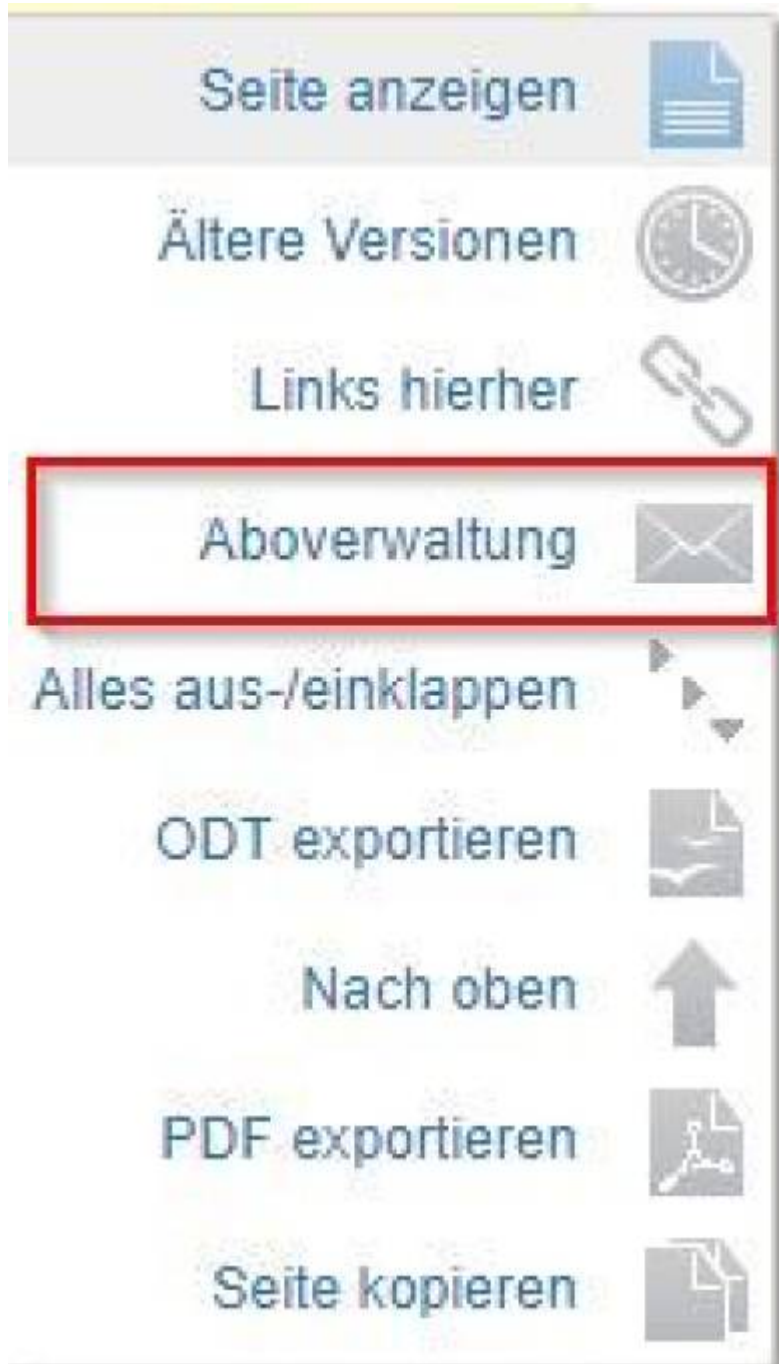 Seite anzeigen
Ältere Versionen
Links hierher
Aboverwaltung
Alles aus-/einklappen
ODT exportieren
Nach oben
PDF exportieren
Seite kopieren